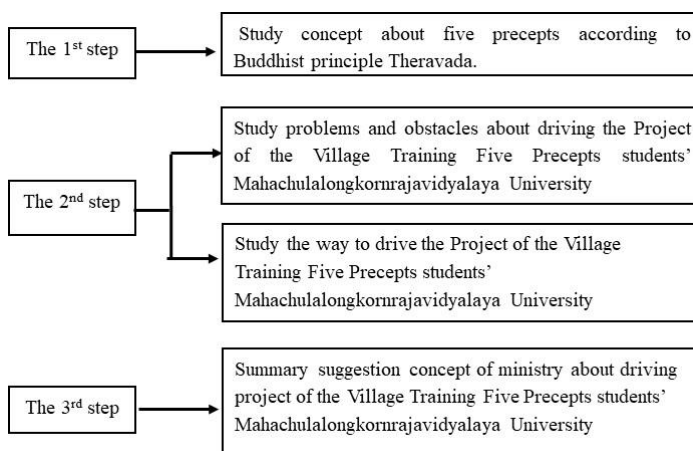 The 1st step
Study concept about five precepts according to
Buddhist principle Theravada.
The 2nd step
Study problems and obstacles about driving the Project
of the Village Training Five Precepts students’
Mahachulalongkornrajavidyalaya University
Study the way to drive the Project of the Village
Training Five Precepts students’
Mahachulalongkornrajavidyalaya University
The 3rd step
Summary suggestion concept of ministry about driving
project of the Village Training Five Precepts students’
Mahachulalongkornrajavidyalaya University